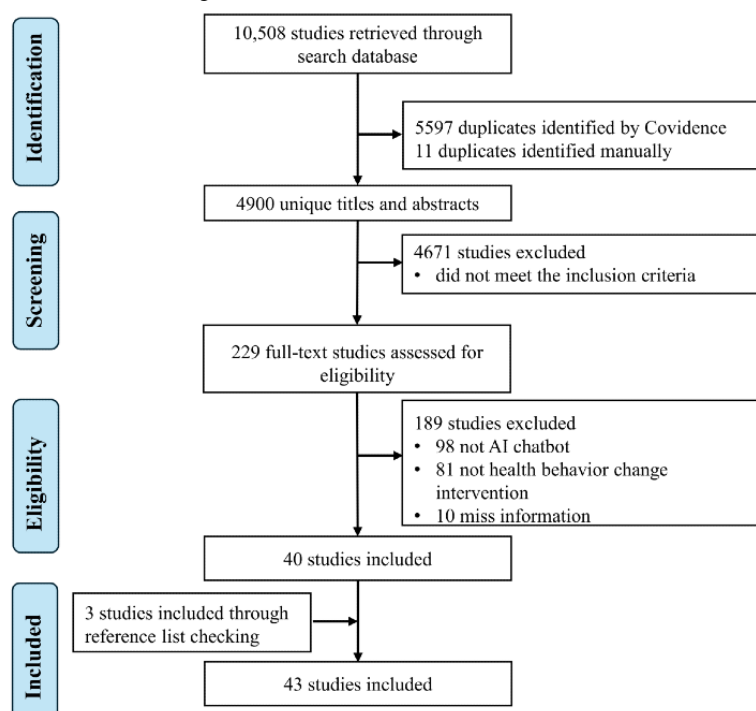 Identification
10,508 studies retrieved through
search database
5597 duplicates identified by Covidence
11 duplicates identified manually
4900 unique titles and abstracts
Screening
4671 studies excluded
• did not meet the inclusion criteria
229 full-text studies assessed for
eligibility
Eligibility
189 studies excluded
• 98 not AI chatbot
• 81 not health behavior change
intervention
• 10 miss information
40 studies included
Included
3 studies included through
reference list checking
43 studies included